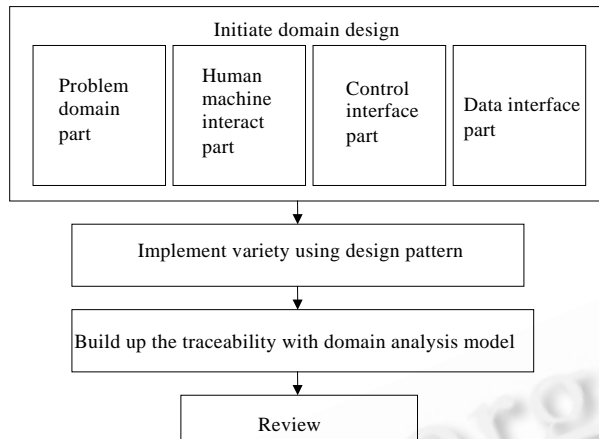 Initiate domain design
Problem
domain
part
Human
machine
interact
part
Control
interface
part
Data interface
part
Implement variety using design pattern
Build up the traceability with domain analysis model
Review